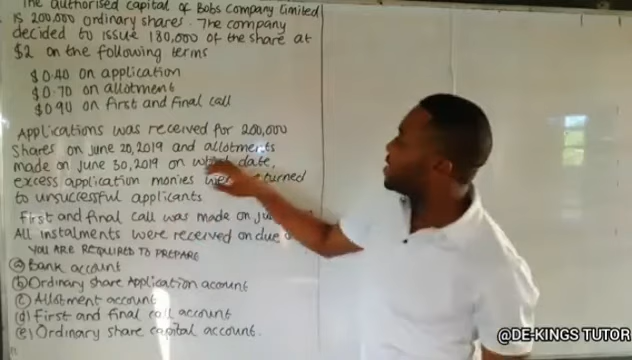 The authorised capital of Bobs Company Limited
is 200,000 ordinary shares. The company
decided to issue 180,000 of the share at
$2 on the following terms
$0.40 on application
$0.70 on allotment
$0.90 on first and final call
Applications was received for 200,000
Shares on june 20,2019 and allotments
made on june 30,2019 on which date,
excess application monies were returned
to unsuccessful applicants
First and final call was made on
All instalments were received on due
YOU ARE REQUIRED TO PREPARE
(a) Bank account
(b) Ordinary share Application acount
(c) Allotment account
(d) First and final call account
(e) Ordinary share capital account.
@DE-KINGS TUTOR